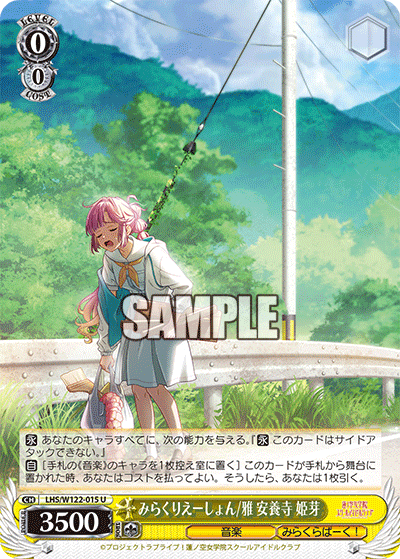 LEVEL
0
0
COST
SAMPLE
永 あなたのキャラすべてに、次の能力を与える。『永 このカードはサイドアタックできない。』
自 [手札の《音楽》のキャラを1枚控え室に置く] このカードが手札から舞台に置かれた時、あなたはコストを払ってよい。そうしたら、あなたは1枚引く。
CH LHS/W122-015 U
みらくりえーしょん/雅 安養寺 姫芽
3500
音楽
みらくらぱーく！
©プロジェクトラブライブ！蓮ノ空女学院スクールアイドルクラブ